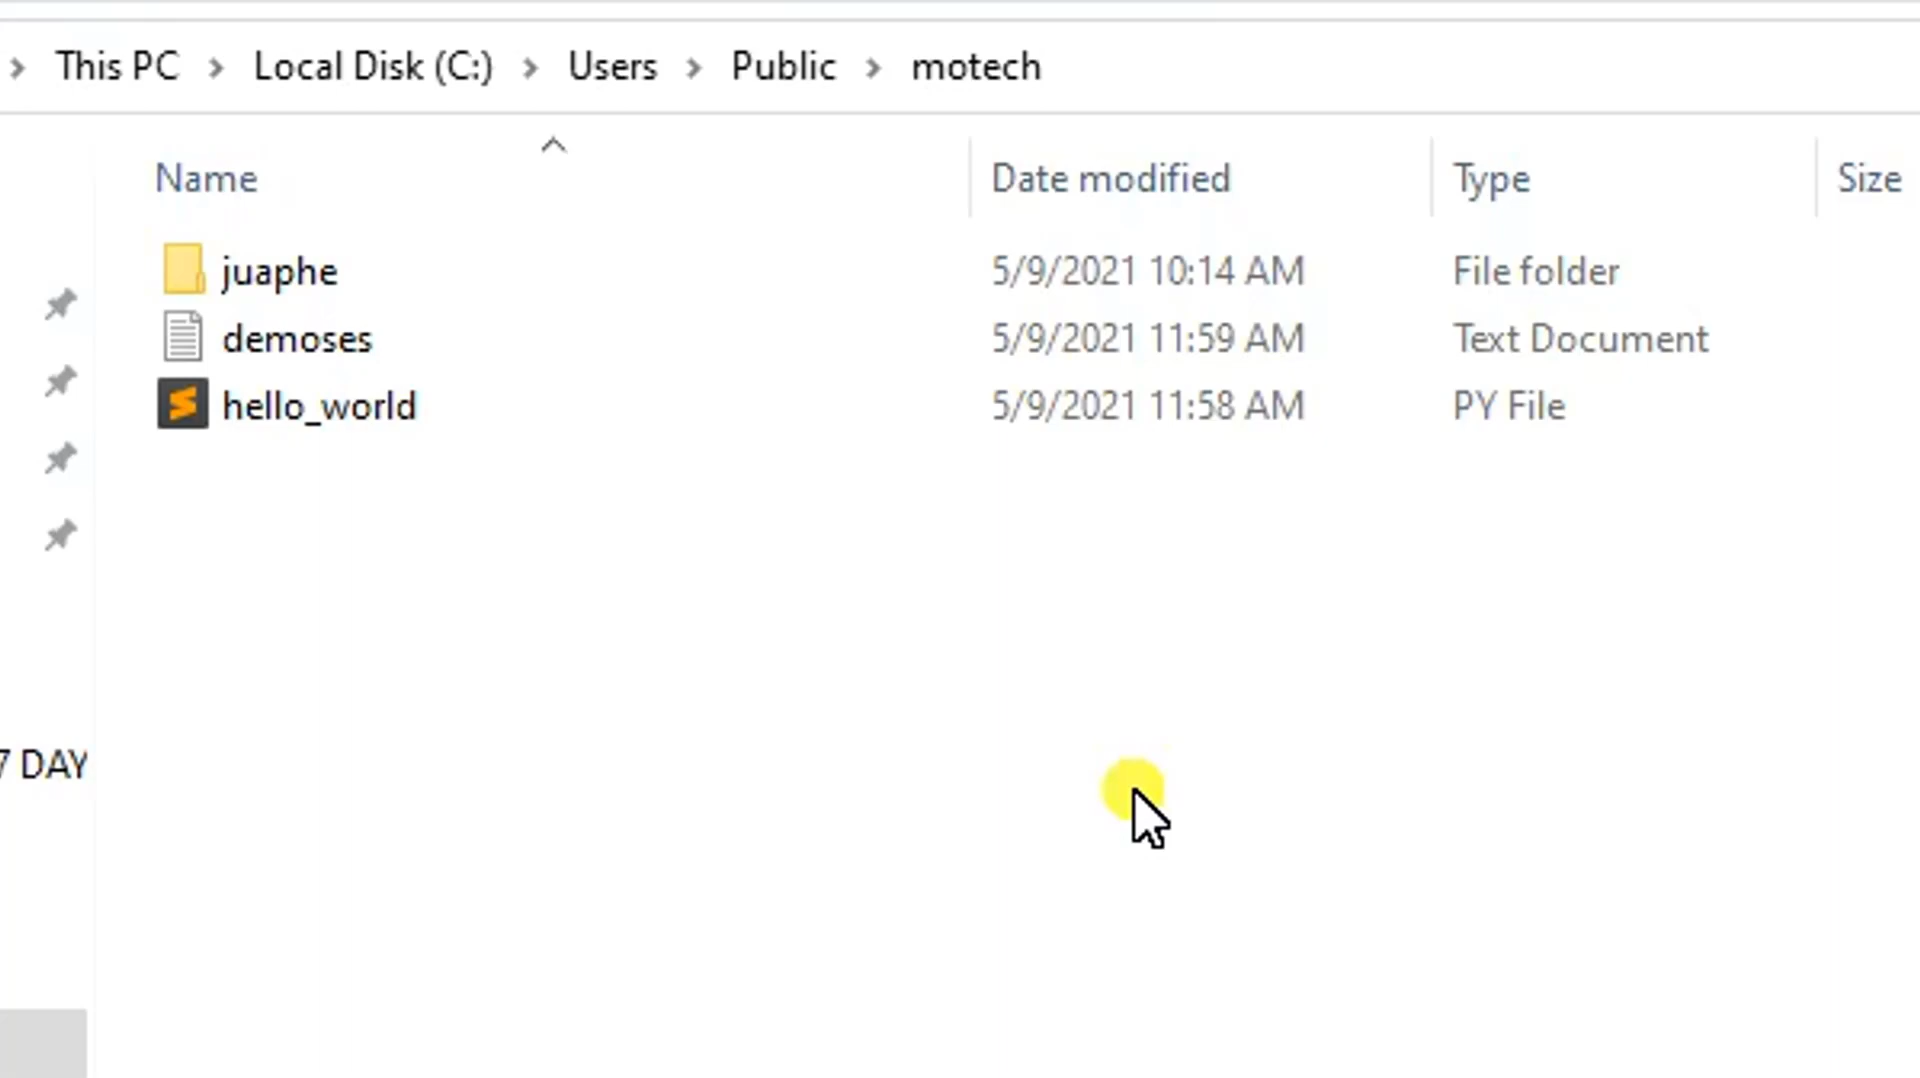 This PC > Local Disk (C:) > Users > Public > motech
Name Date modified Type Size
juaphe 5/9/2021 10:14 AM File folder
demoses 5/9/2021 11:59 AM Text Document
hello_world 5/9/2021 11:58 AM PY File
7 DAY